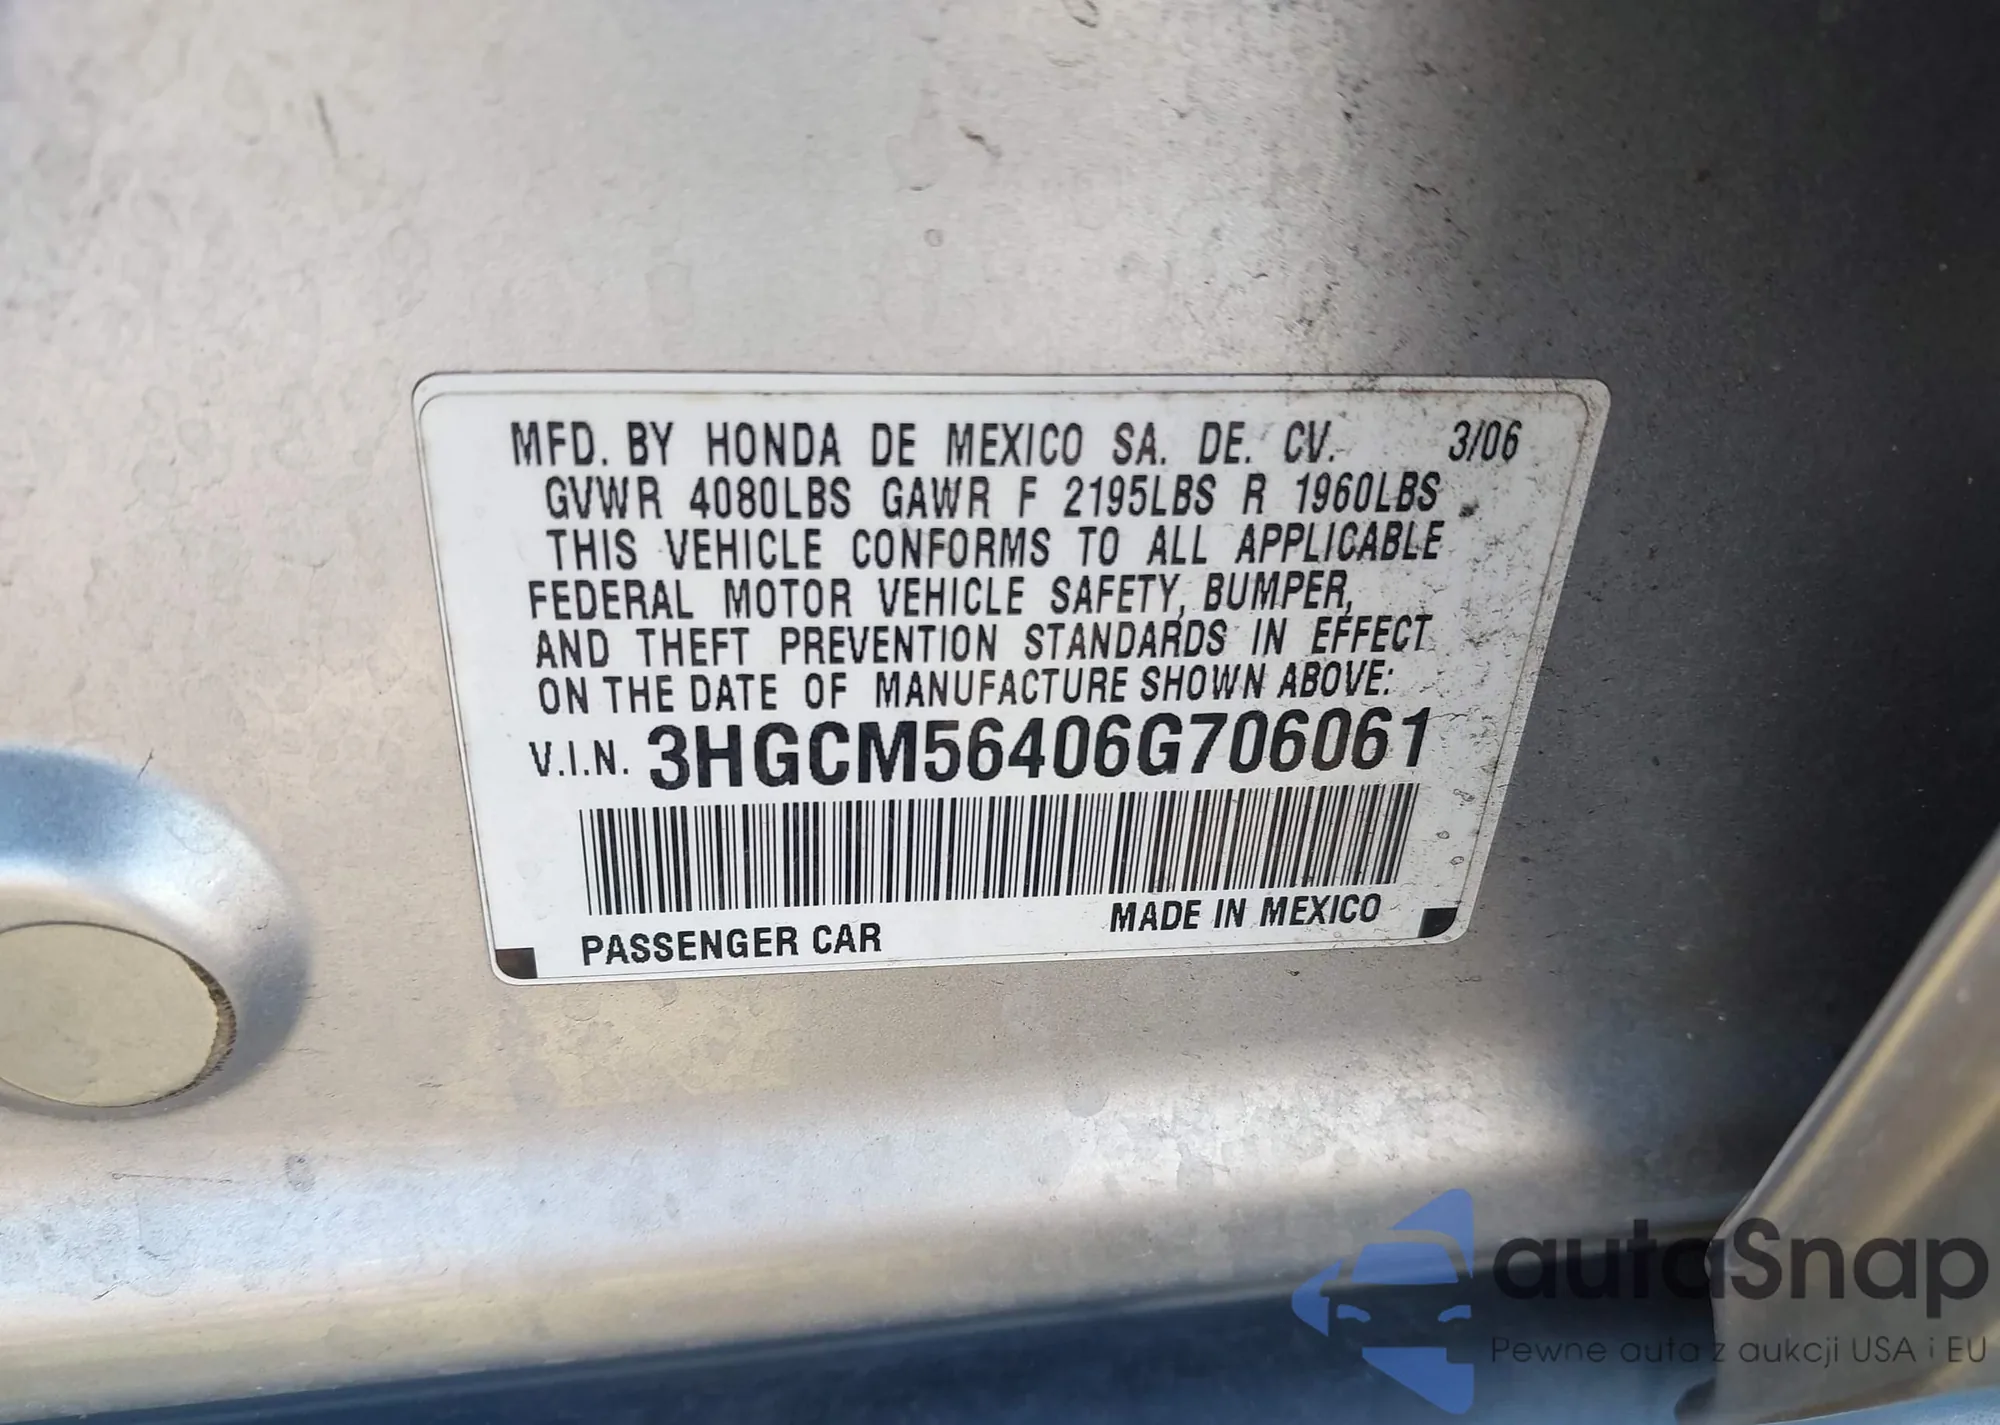 MFD. BY HONDA DE MEXICO SA. DE. CV. 3/06
GVWR 4080LBS GAWR F 2195LBS R 1960LBS
THIS VEHICLE CONFORMS TO ALL APPLICABLE
FEDERAL MOTOR VEHICLE SAFETY, BUMPER,
AND THEFT PREVENTION STANDARDS IN EFFECT
ON THE DATE OF MANUFACTURE SHOWN ABOVE:
V.I.N. 3HGCM56406G706061
PASSENGER CAR MADE IN MEXICO
autaSnap
Pewne auta z aukcji USA i EU